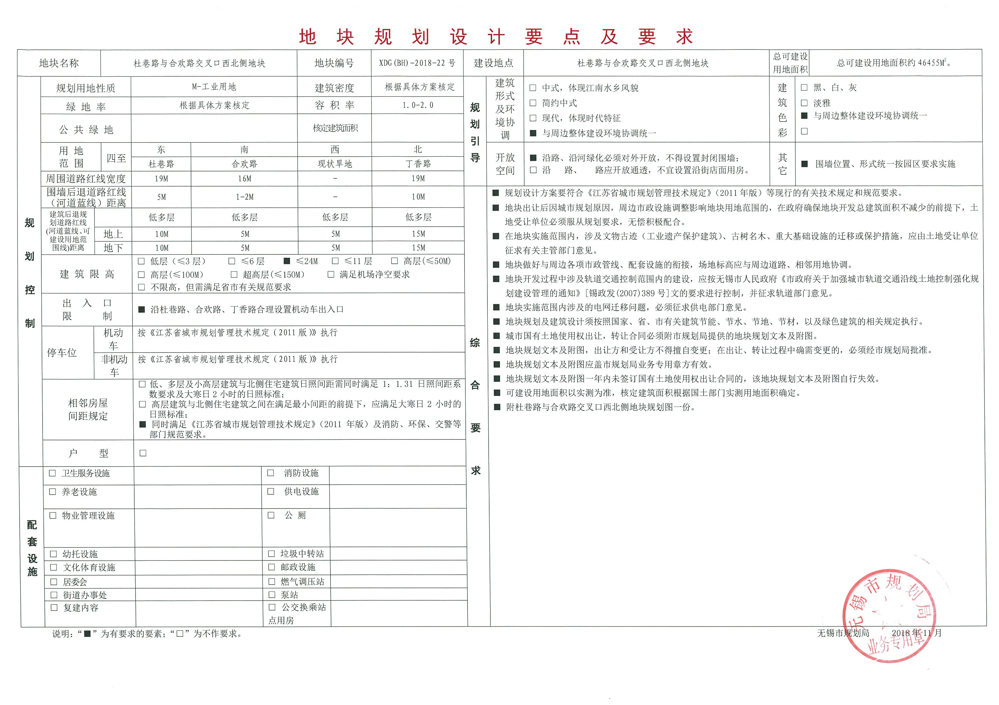 地块规划设计要点及要求
地块名称 杜巷路与合欢路交叉口西北侧地块 地块编号 XDG(BH)-2018-22号 建设地点 杜巷路与合欢路交叉口西北侧地块 总可建设用地面积 总可建设用地面积约46455M²。
规划控制
规划用地性质 M-工业用地 建筑密度 根据具体方案核定
绿地率 根据具体方案核定 容积率 1.0-2.0
公共绿地 核定建筑面积
用地范围 四至 东 南 西 北
杜巷路 合欢路 现状旱地 丁香路
周围道路红线宽度 19M 16M - 19M
围墙后退道路红线
（河道蓝线）距离 5M 1-2M - 10M
建筑后退规
划道路红线
(河道蓝线、可
建设用地范
围线)距离
低多层 低多层 低多层 低多层
地上 10M 5M 5M 15M
地下 10M 5M 5M 15M
建筑限高
□ 低层（≤3层） □ ≤6层 ■ ≤24M □ ≤11层 □ 高层(≤50M)
□ 高层(≤100M） □ 超高层(≤150M） □ 满足机场净空要求
□ 不限高，但需满足省市有关规范要求
出入口
限制
■ 沿杜巷路、合欢路、丁香路合理设置机动车出入口
停车位
机动车 按《江苏省城市规划管理技术规定（2011版）》执行
非机动车 按《江苏省城市规划管理技术规定（2011版）》执行
相邻房屋
间距规定
□ 低、多层及小高层建筑与北侧住宅建筑日照间距需同时满足 1：1.31 日照间距系
数要求及大寒日2小时的日照标准；
□ 高层建筑与北侧住宅建筑之间在满足最小间距的前提下，应满足大寒日 2 小时的
日照标准；
■ 同时满足《江苏省城市规划管理技术规定》（2011 年版）及消防、环保、交警等
部门规范要求。
户型 □
配套设施
□ 卫生服务设施 □ 消防设施
□ 养老设施 □ 供电设施
□ 物业管理设施 □ 公厕
□ 幼托设施 □ 垃圾中转站
□ 文化体育设施 □ 邮政设施
□ 居委会 □ 燃气调压站
□ 街道办事处 □ 泵站
□ 复建内容 □ 公交换乘站
点用房
规划引导
建筑
形式
及环
境协
调
□ 中式，体现江南水乡风貌
□ 简约中式
□ 现代，体现时代特征
■ 与周边整体建设环境协调统一
建筑色彩
□ 黑、白、灰
□ 淡雅
■ 与周边整体建设环境协调统一
□
开放
空间
■ 沿路、沿河绿化必须对外开放，不得设置封闭围墙；
□ 沿 路、 路应开放通透，不宜设置沿街店面用房。
其它
■ 围墙位置、形式统一按园区要求实施
综合要求
■ 规划设计方案要符合《江苏省城市规划管理技术规定》（2011年版）等现行的有关技术规定和规范要求。
■ 地块出让后因城市规划原因，周边市政设施调整影响地块用地范围的，在政府确保地块开发总建筑面积不减少的前提下，土
地受让单位必须服从规划要求，无偿积极配合。
■ 在地块实施范围内，涉及文物古迹（工业遗产保护建筑）、古树名木、重大基础设施的迁移或保护措施，应由土地受让单位
征求有关主管部门意见。
■ 地块做好与周边各项市政管线、配套设施的衔接，场地标高应与周边道路、相邻用地协调。
■ 地块开发过程中涉及轨道交通控制范围内的建设，应按无锡市人民政府《市政府关于加强城市轨道交通沿线土地控制强化规
划建设管理的通知》[锡政发(2007)389号]文的要求进行控制，并征求轨道部门意见。
■ 地块实施范围内涉及的电网迁移问题，必须征求供电部门意见。
■ 地块规划及建筑设计须按照国家、省、市有关建筑节能、节水、节地、节材，以及绿色建筑的相关规定执行。
■ 城市国有土地使用权出让，转让合同必须附市规划局提供的地块规划文本及附图。
■ 地块规划文本及附图，出让方和受让方不得擅自变更；在出让、转让过程中确需变更的，必须经市规划局批准。
■ 地块规划文本及附图应盖市规划局业务专用章方有效。
■ 地块规划文本及附图一年内未签订国有土地使用权出让合同的，该地块规划文本及附图自行失效。
■ 可建设用地面积以实测为准，核定建筑面积根据国土部门实测用地面积确定。
■ 附杜巷路与合欢路交叉口西北侧地块规划图一份。
说明：“■”为有要求的要素；“□”为不作要求。
无锡市规划局 2018年11月
无锡市规划局
业务专用章